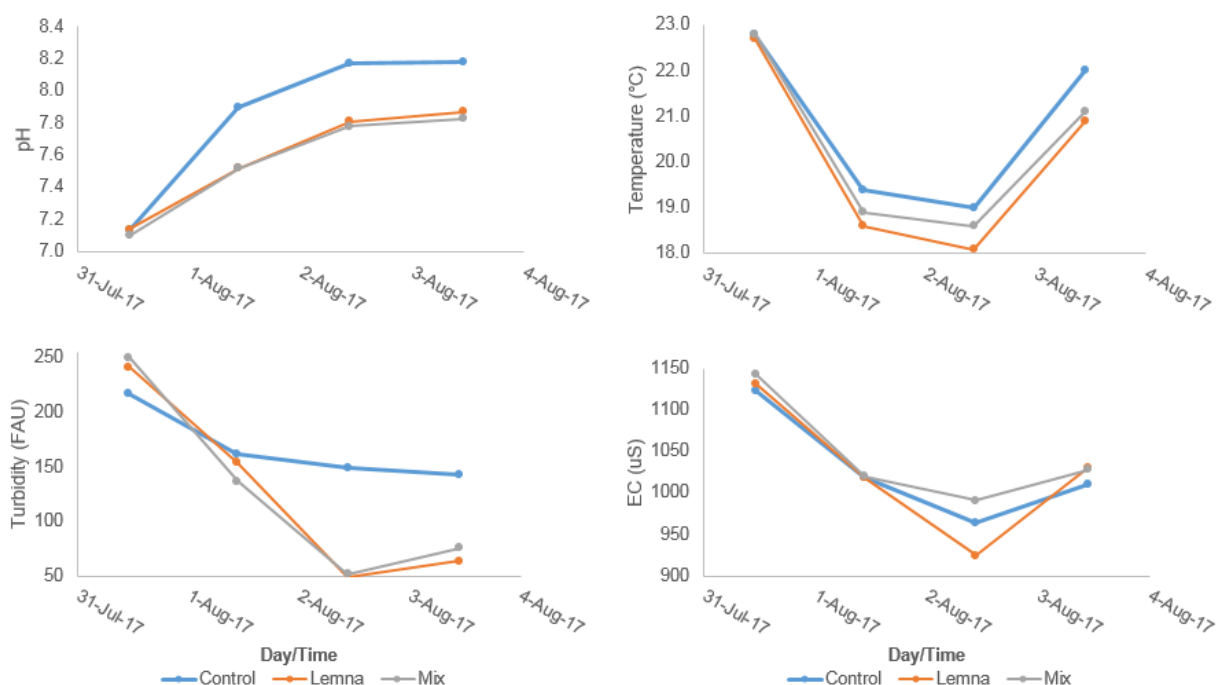 8.4
8.2
8.0
7.8
7.6
7.4
7.2
7.0
pH
31-Jul-17
1-Aug-17
2-Aug-17
3-Aug-17
4-Aug-17
23.0
22.0
21.0
20.0
19.0
18.0
Temperature (°C)
31-Jul-17
1-Aug-17
2-Aug-17
3-Aug-17
4-Aug-17
250
200
150
100
50
Turbidity (FAU)
31-Jul-17
1-Aug-17
2-Aug-17
3-Aug-17
4-Aug-17
Day/Time
Control Lemna Mix
1150
1100
1050
1000
950
900
EC (uS)
31-Jul-17
1-Aug-17
2-Aug-17
3-Aug-17
4-Aug-17
Day/Time
Control Lemna Mix